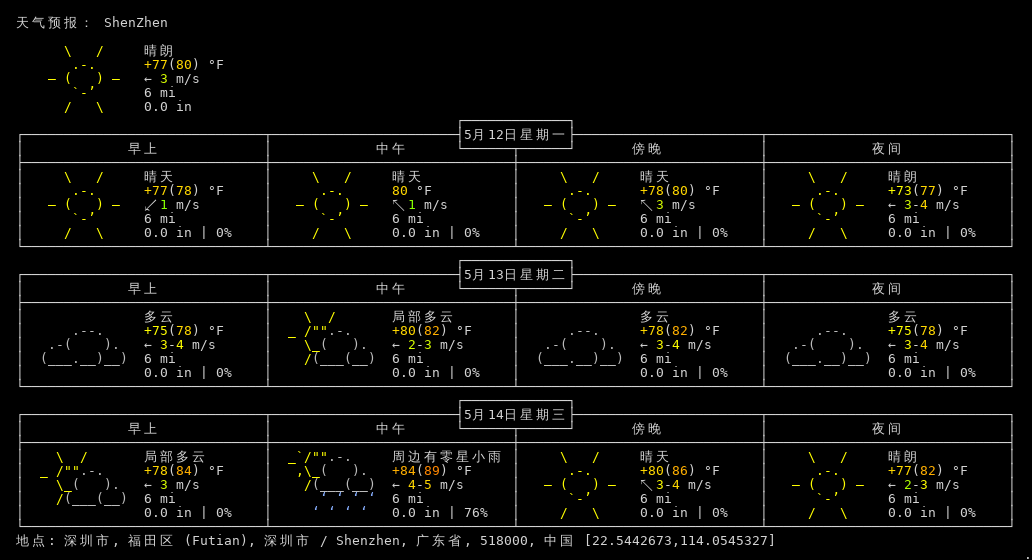 天气预报： ShenZhen
晴朗
+77(80) °F
← 3 m/s
6 mi
0.0 in
5月12日星期一
早上 中午 傍晚 夜间
晴天 晴天 晴天 晴朗
+77(78) °F 80 °F +78(80) °F +73(77) °F
↙ 1 m/s ↖ 1 m/s ↖ 3 m/s ← 3-4 m/s
6 mi 6 mi 6 mi 6 mi
0.0 in | 0% 0.0 in | 0% 0.0 in | 0% 0.0 in | 0%
5月13日星期二
早上 中午 傍晚 夜间
多云 局部多云 多云 多云
+75(78) °F +80(82) °F +78(82) °F +75(78) °F
← 3-4 m/s ← 2-3 m/s ← 3-4 m/s ← 3-4 m/s
6 mi 6 mi 6 mi 6 mi
0.0 in | 0% 0.0 in | 0% 0.0 in | 0% 0.0 in | 0%
5月14日星期三
早上 中午 傍晚 夜间
局部多云 周边有零星小雨 晴天 晴朗
+78(84) °F +84(89) °F +80(86) °F +77(82) °F
← 3 m/s ← 4-5 m/s ↖ 3-4 m/s ← 2-3 m/s
6 mi 6 mi 6 mi 6 mi
0.0 in | 0% 0.0 in | 76% 0.0 in | 0% 0.0 in | 0%
地点: 深圳市, 福田区 (Futian), 深圳市 / Shenzhen, 广东省, 518000, 中国 [22.5442673,114.0545327]